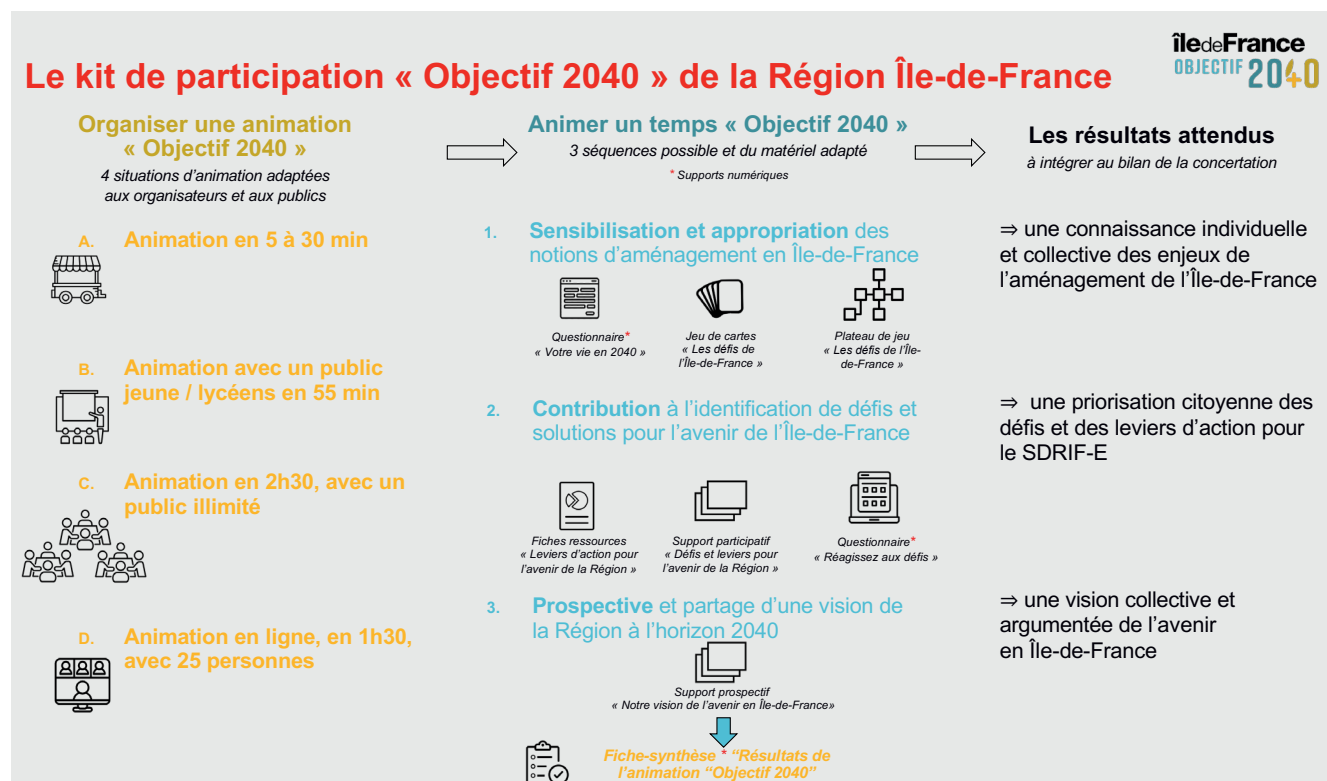 îledeFrance
OBJECTIF 2040
Le kit de participation « Objectif 2040 » de la Région Île-de-France
Organiser une animation
« Objectif 2040 »
4 situations d’animation adaptées
aux organisateurs et aux publics
A. Animation en 5 à 30 min
B. Animation avec un public
jeune / lycéens en 55 min
C. Animation en 2h30, avec un
public illimité
D. Animation en ligne, en 1h30,
avec 25 personnes
Animer un temps « Objectif 2040 »
3 séquences possible et du matériel adapté
* Supports numériques
1. Sensibilisation et appropriation des
notions d’aménagement en Île-de-France
Questionnaire*
« Votre vie en 2040 »
Jeu de cartes
« Les défis de
l’Île-de-France »
Plateau de jeu
« Les défis de l’Île-
de-France »
2. Contribution à l’identification de défis et
solutions pour l’avenir de l’Île-de-France
Fiches ressources
« Leviers d’action pour
l’avenir de la Région »
Support participatif
« Défis et leviers pour
l’avenir de la Région »
Questionnaire*
« Réagissez aux défis »
3. Prospective et partage d’une vision de
la Région à l’horizon 2040
Support prospectif
« Notre vision de l’avenir en Île-de-France»
Fiche-synthèse * “Résultats de
l’animation “Objectif 2040”
Les résultats attendus
à intégrer au bilan de la concertation
⇒ une connaissance individuelle
et collective des enjeux de
l’aménagement de l’Île-de-France
⇒ une priorisation citoyenne des
défis et des leviers d’action pour
le SDRIF-E
⇒ une vision collective et
argumentée de l’avenir
en Île-de-France